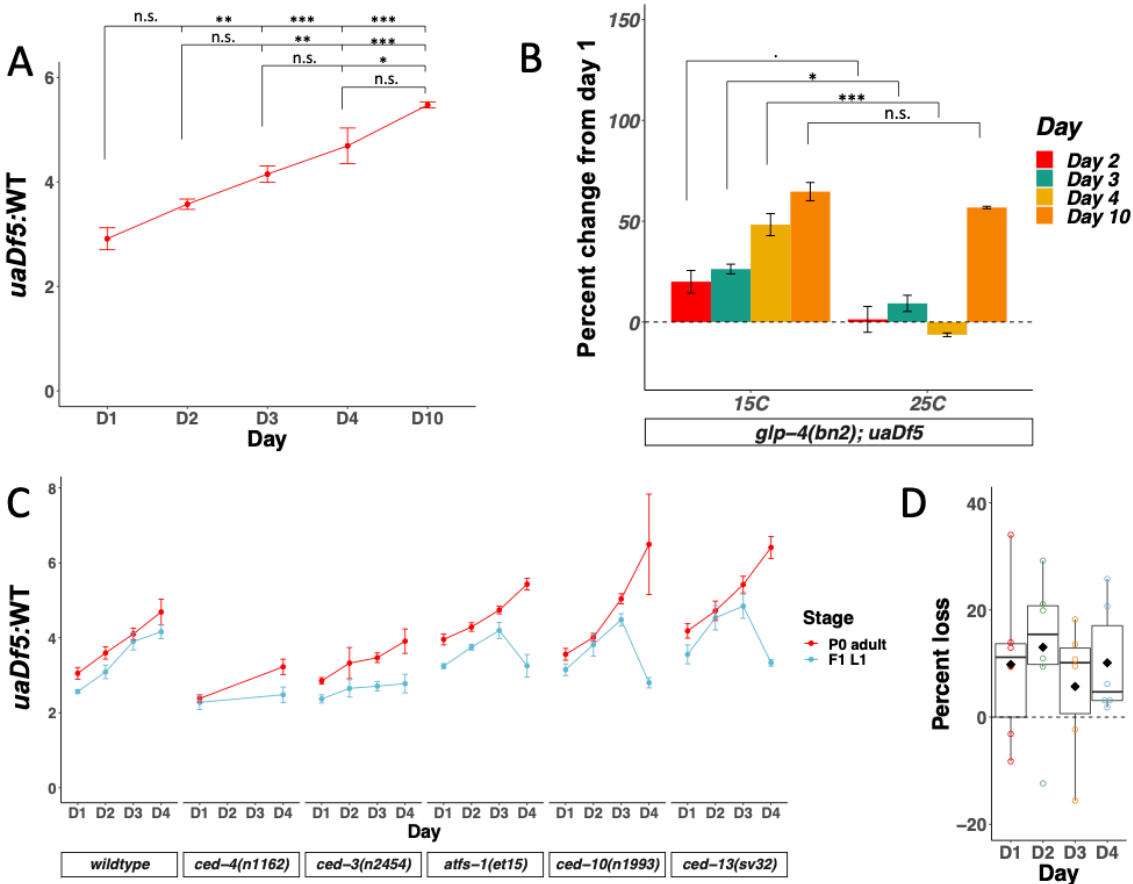 A
n.s. ** *** ***
n.s. ** ***
n.s. *
n.s.
uaDf5:WT
6
4
2
0
D1 D2 D3 D4 D10
Day
B
Percent change from day 1
150
100
50
0
.
*
***
n.s.
15C 25C
glp-4(bn2); uaDf5
Day
Day 2
Day 3
Day 4
Day 10
C
uaDf5:WT
8
6
4
2
0
D1 D2 D3 D4 D1 D2 D3 D4 D1 D2 D3 D4 D1 D2 D3 D4 D1 D2 D3 D4 D1 D2 D3 D4
Day
wildtype ced-4(n1162) ced-3(n2454) atfs-1(et15) ced-10(n1993) ced-13(sv32)
Stage
P0 adult
F1 L1
D
Percent loss
40
20
0
-20
D1 D2 D3 D4
Day